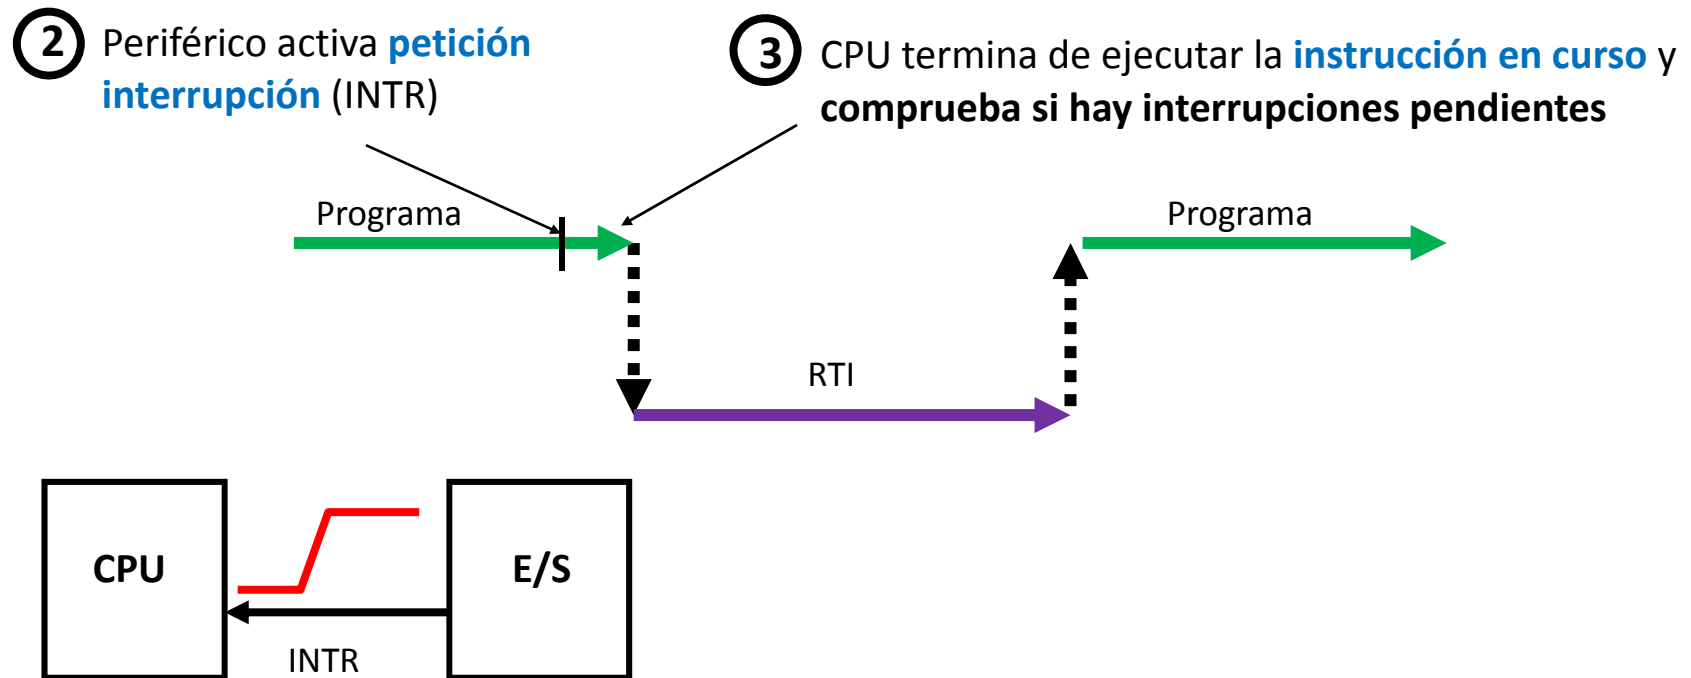 2 Periférico activa petición
interrupción (INTR)
3 CPU termina de ejecutar la instrucción en curso y
comprueba si hay interrupciones pendientes
Programa
Programa
RTI
CPU
E/S
INTR